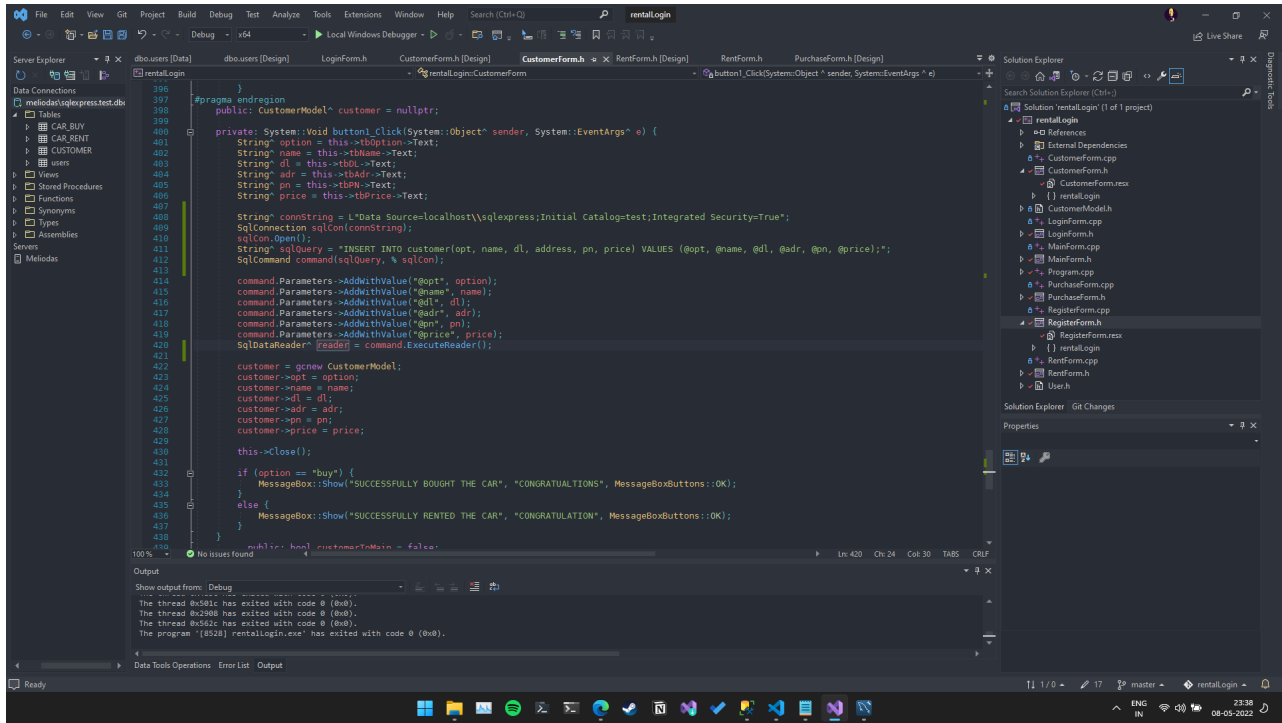 File Edit View Git Project Build Debug Test Analyze Tools Extensions Window Help Search (Ctrl+Q) rentalLogin
Debug x64 Local Windows Debugger Live Share
Server Explorer
Data Connections
meliodas\sqlexpress.test.dbo
Tables
CAR_BUY
CAR_RENT
CUSTOMER
users
Views
Stored Procedures
Functions
Synonyms
Types
Assemblies
Servers
Meliodas
dbo.users [Data] dbo.users [Design] LoginForm.h CustomerForm.h [Design] CustomerForm.h RentForm.h [Design] RentForm.h PurchaseForm.h [Design]
rentalLogin rentalLogin::CustomerForm button1_Click(System::Object ^ sender, System::EventArgs ^ e)
396 }
397 #pragma endregion
398 public: CustomerModel^ customer = nullptr;
399
400 private: System::Void button1_Click(System::Object^ sender, System::EventArgs^ e) {
401 String^ option = this->tbOption->Text;
402 String^ name = this->tbName->Text;
403 String^ dl = this->tbDL->Text;
404 String^ adr = this->tbAdr->Text;
405 String^ pn = this->tbPN->Text;
406 String^ price = this->tbPrice->Text;
407
408 String^ connString = L"Data Source=localhost\\sqlexpress;Initial Catalog=test;Integrated Security=True";
409 SqlConnection sqlCon(connString);
410 sqlCon.Open();
411 String^ sqlQuery = "INSERT INTO customer(opt, name, dl, address, pn, price) VALUES (@opt, @name, @dl, @adr, @pn, @price);";
412 SqlCommand command(sqlQuery, % sqlCon);
413
414 command.Parameters->AddWithValue("@opt", option);
415 command.Parameters->AddWithValue("@name", name);
416 command.Parameters->AddWithValue("@dl", dl);
417 command.Parameters->AddWithValue("@adr", adr);
418 command.Parameters->AddWithValue("@pn", pn);
419 command.Parameters->AddWithValue("@price", price);
420 SqlDataReader^ reader = command.ExecuteReader();
421
422 customer = gcnew CustomerModel;
423 customer->opt = option;
424 customer->name = name;
425 customer->dl = dl;
426 customer->adr = adr;
427 customer->pn = pn;
428 customer->price = price;
429
430 this->Close();
431
432 if (option == "buy") {
433 MessageBox::Show("SUCCESSFULLY BOUGHT THE CAR", "CONGRATUALTIONS", MessageBoxButtons::OK);
434 }
435 else {
436 MessageBox::Show("SUCCESSFULLY RENTED THE CAR", "CONGRATULATION", MessageBoxButtons::OK);
437 }
438 }
439 public: bool customerToMain = false;
100 % No issues found Ln: 420 Ch: 24 Col: 30 TABS CRLF
Output
Show output from: Debug
The thread 0x501c has exited with code 0 (0x0).
The thread 0x2908 has exited with code 0 (0x0).
The thread 0x562c has exited with code 0 (0x0).
The program '[8528] rentalLogin.exe' has exited with code 0 (0x0).
Data Tools Operations Error List Output
Solution Explorer
Search Solution Explorer (Ctrl+;)
Solution 'rentalLogin' (1 of 1 project)
rentalLogin
References
External Dependencies
CustomerForm.cpp
CustomerForm.h
CustomerForm.resx
{ } rentalLogin
CustomerModel.h
LoginForm.cpp
LoginForm.h
MainForm.cpp
MainForm.h
Program.cpp
PurchaseForm.cpp
PurchaseForm.h
RegisterForm.cpp
RegisterForm.h
RegisterForm.resx
{ } rentalLogin
RentForm.cpp
RentForm.h
User.h
Solution Explorer Git Changes
Properties
Diagnostic Tools
Ready 1 / 0 17 master rentalLogin
ENG
IN
23:38
08-05-2022